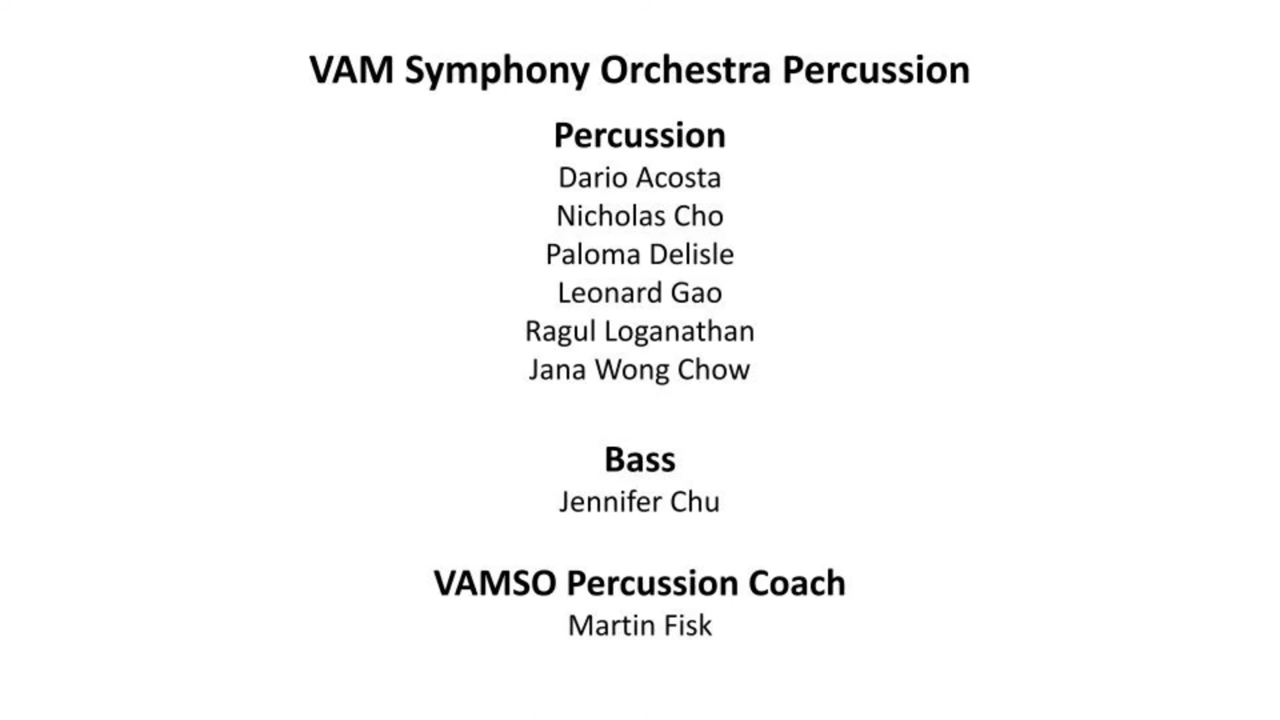 VAM Symphony Orchestra Percussion
Percussion
Dario Acosta
Nicholas Cho
Paloma Delisle
Leonard Gao
Ragul Loganathan
Jana Wong Chow
Bass
Jennifer Chu
VAMSO Percussion Coach
Martin Fisk